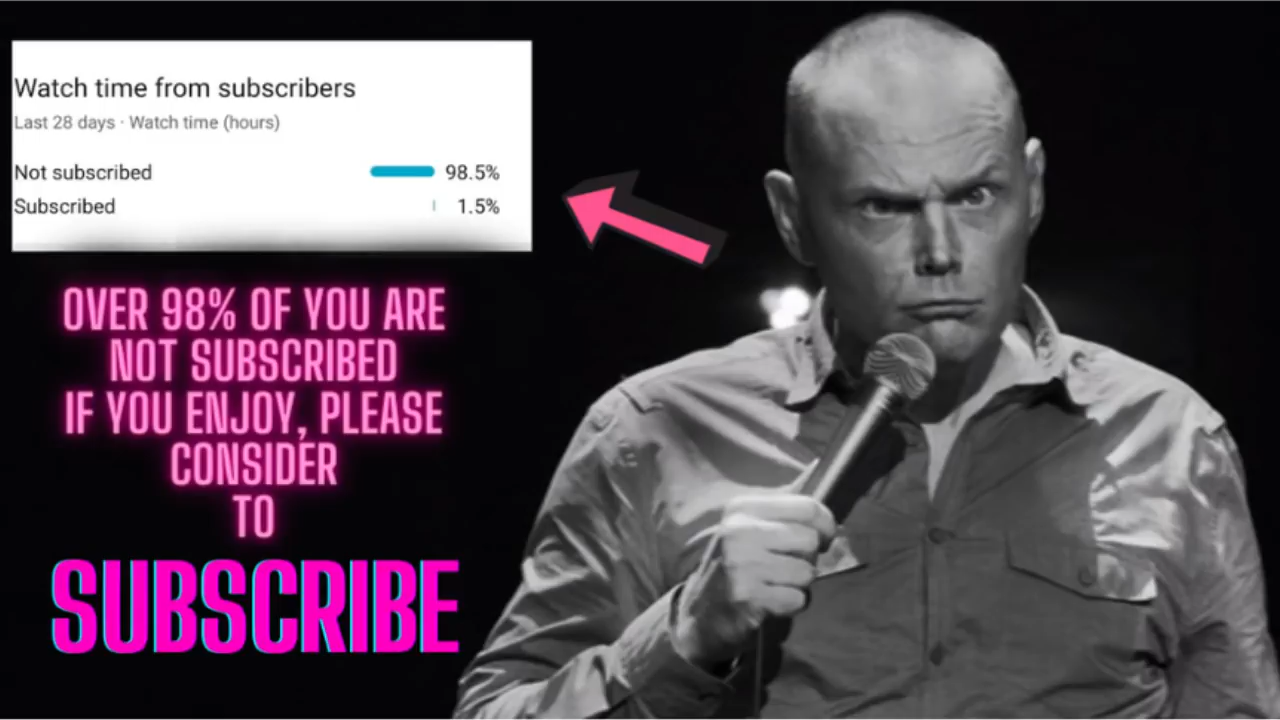 Watch time from subscribers
Last 28 days · Watch time (hours)
Not subscribed 98.5%
Subscribed 1.5%
OVER 98% OF YOU ARE
NOT SUBSCRIBED
IF YOU ENJOY, PLEASE
CONSIDER
TO
SUBSCRIBE